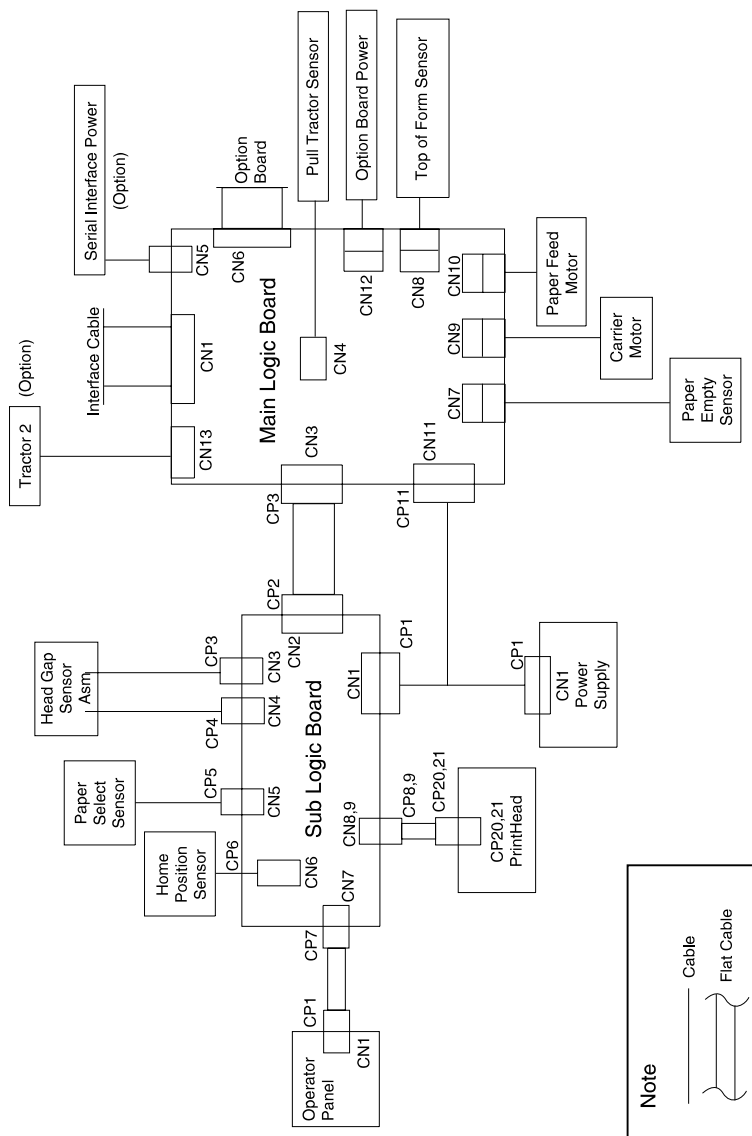 Serial Interface Power
(Option)
Option
Board
Pull Tractor Sensor
Option Board Power
Top of Form Sensor
Tractor 2
(Option)
Interface Cable
CN13
CN1
CN5
CN6
Main Logic Board
CN4
CN12
CN8
CN10
CN9
CN7
Paper Feed
Motor
Carrier
Motor
Paper
Empty
Sensor
CP3
CN3
CP11
CN11
Head Gap
Sensor
Asm
Paper
Select
Sensor
Home
Position
Sensor
CP6
CN6
CP5
CN5
CP4
CN4
CP3
CN3
CP2
CN2
Sub Logic Board
CP7
CN7
CN8,9
CP8,9
CP20,21
CP20,21
PrintHead
CN1
CP1
CP1
CN1
Power
Supply
Operator
Panel
CP1
CN1
Note
Cable
Flat Cable